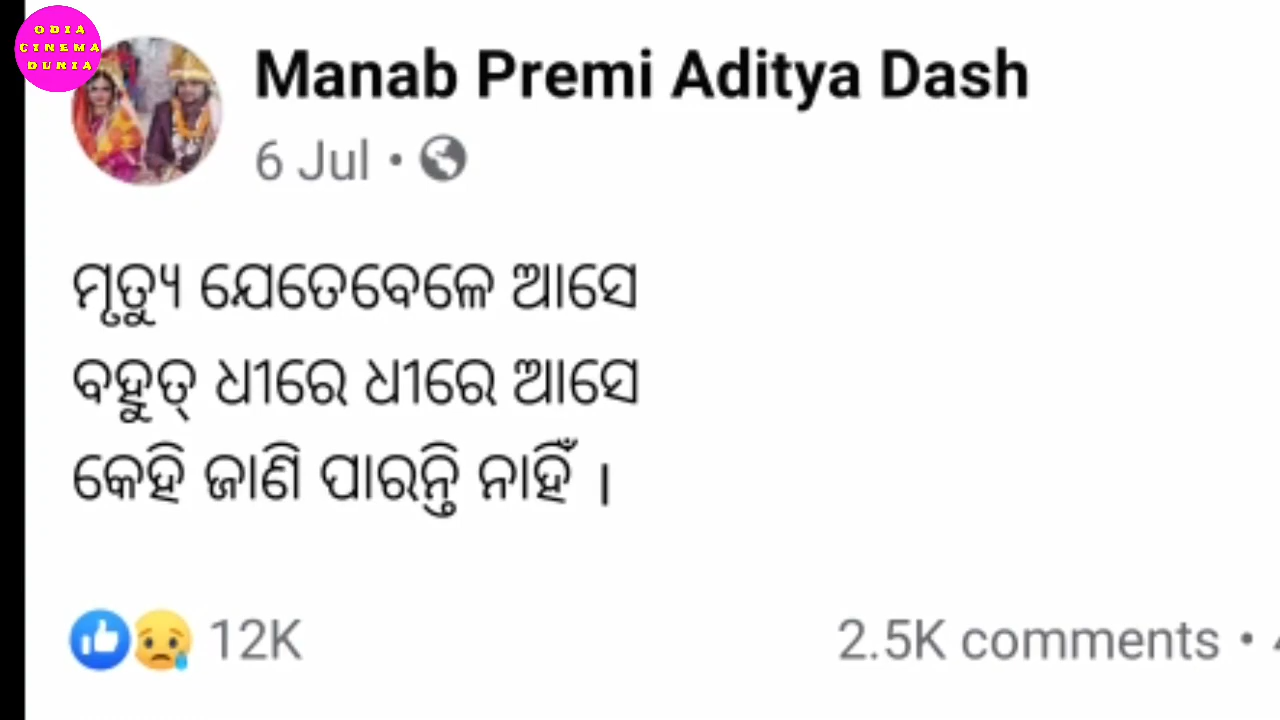 ODIA
CINEMA
DUNIA
Manab Premi Aditya Dash
6 Jul •
ମୃତ୍ୟୁ ଯେତେବେଳେ ଆସେ
ବହୁତ୍ ଧୀରେ ଧୀରେ ଆସେ
କେହି ଜାଣି ପାରନ୍ତି ନାହିଁ ।
12K
2.5K comments •